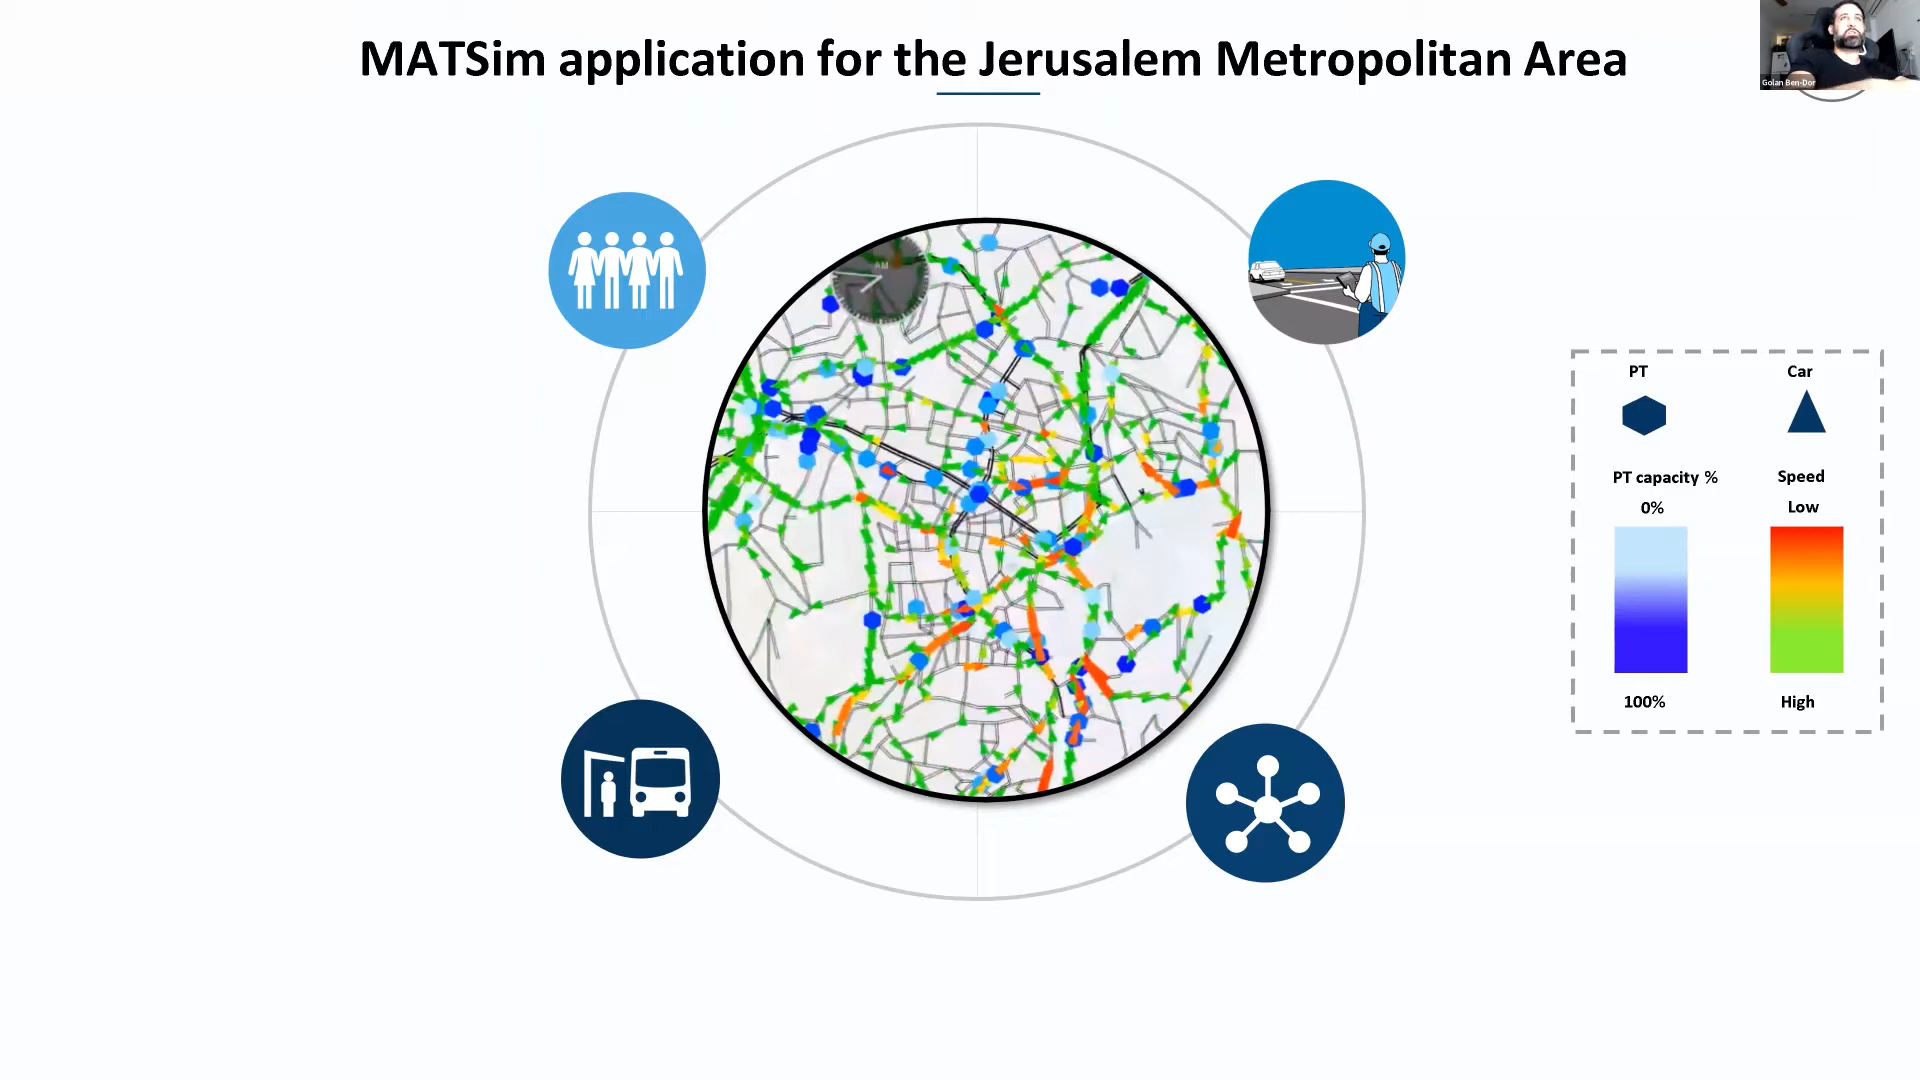 MATSim application for the Jerusalem Metropolitan Area
Golan Ben-Dor
AM
PT Car
PT capacity % Speed
0% Low
100% High